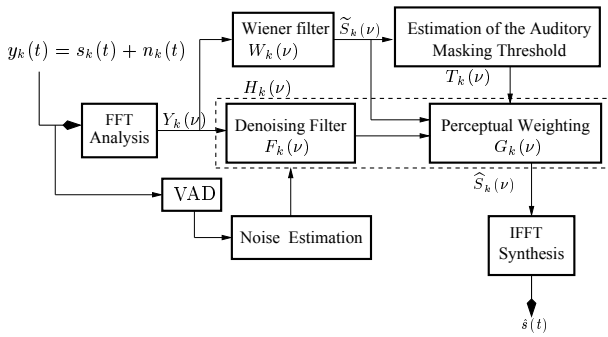 y_k(t) = s_k(t) + n_k(t)
Wiener filter
W_k(ν)
S̃_k(ν)
Estimation of the Auditory
Masking Threshold
T_k(ν)
H_k(ν)
FFT
Analysis
Y_k(ν)
Denoising Filter
F_k(ν)
Perceptual Weighting
G_k(ν)
Ŝ_k(ν)
VAD
Noise Estimation
IFFT
Synthesis
ŝ(t)